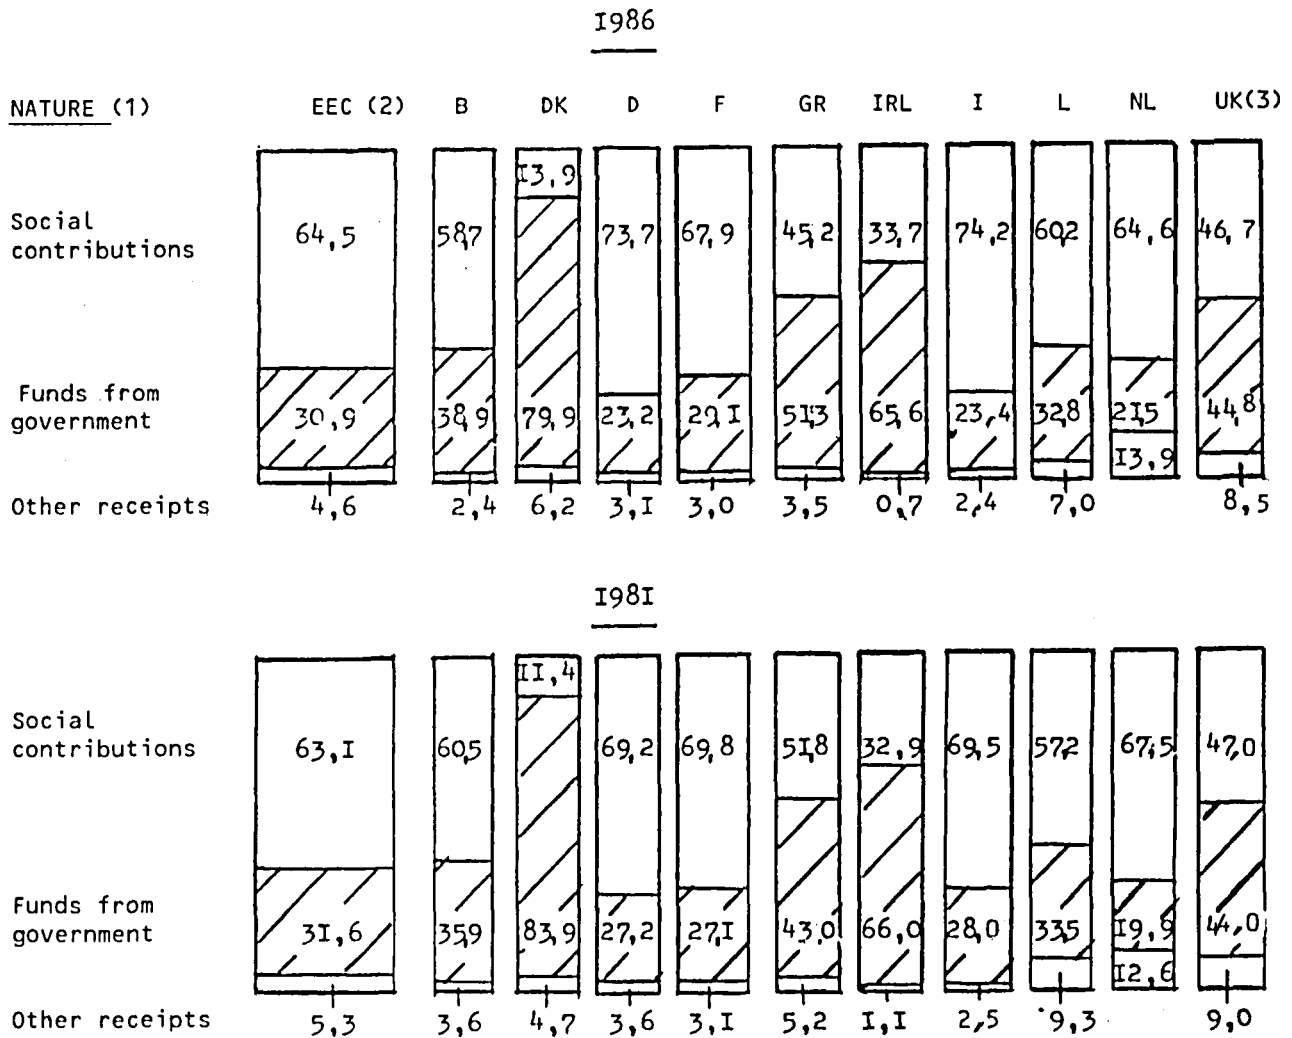 1986
NATURE (1) EEC (2) B DK D F GR IRL I L NL UK(3)
13,9
Social
contributions
64,5 58,7 73,7 67,9 45,2 33,7 74,2 60,2 64,6 46,7
Funds from
government
30,9 38,9 79,9 23,2 29,1 51,3 65,6 23,4 32,8 21,5 44,8
13,9
Other receipts 4,6 2,4 6,2 3,1 3,0 3,5 0,7 2,4 7,0 8,5
1981
11,4
Social
contributions
63,1 60,5 69,2 69,8 51,8 32,9 69,5 57,2 67,5 47,0
Funds from
government
31,6 35,9 83,9 27,2 27,1 43,0 66,0 28,0 33,5 19,9 44,0
12,6
Other receipts 5,3 3,6 4,7 3,6 3,1 5,2 1,1 2,5 9,3 9,0